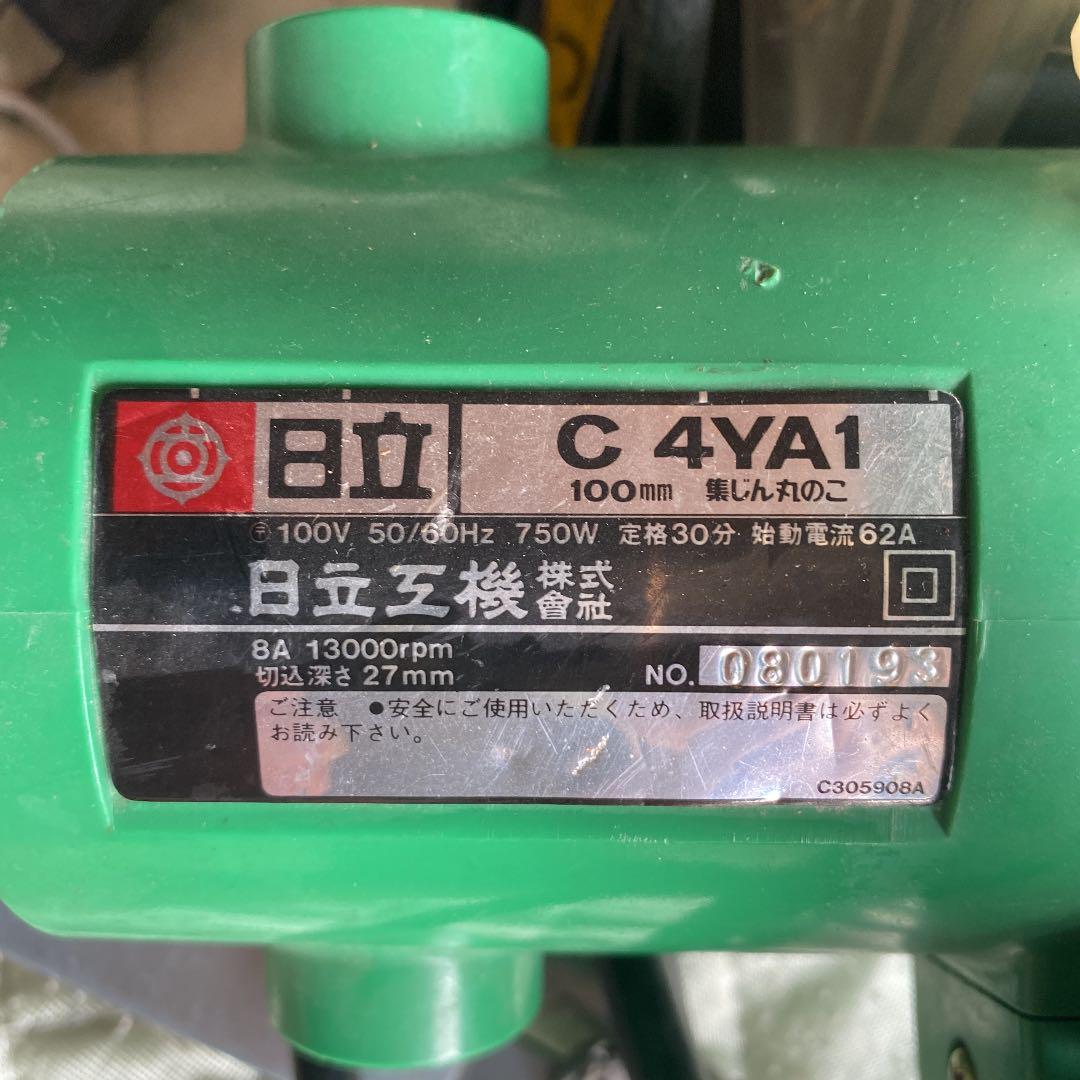 日立 C 4YA1
100mm 集じん丸のこ
〒 100V 50/60Hz 750W 定格30分 始動電流62A
日立工機株式會社
8A 13000rpm
切込深さ 27mm NO. 080193
ご注意 ●安全にご使用いただくため、取扱説明書は必ずよく
お読み下さい。
C305908A